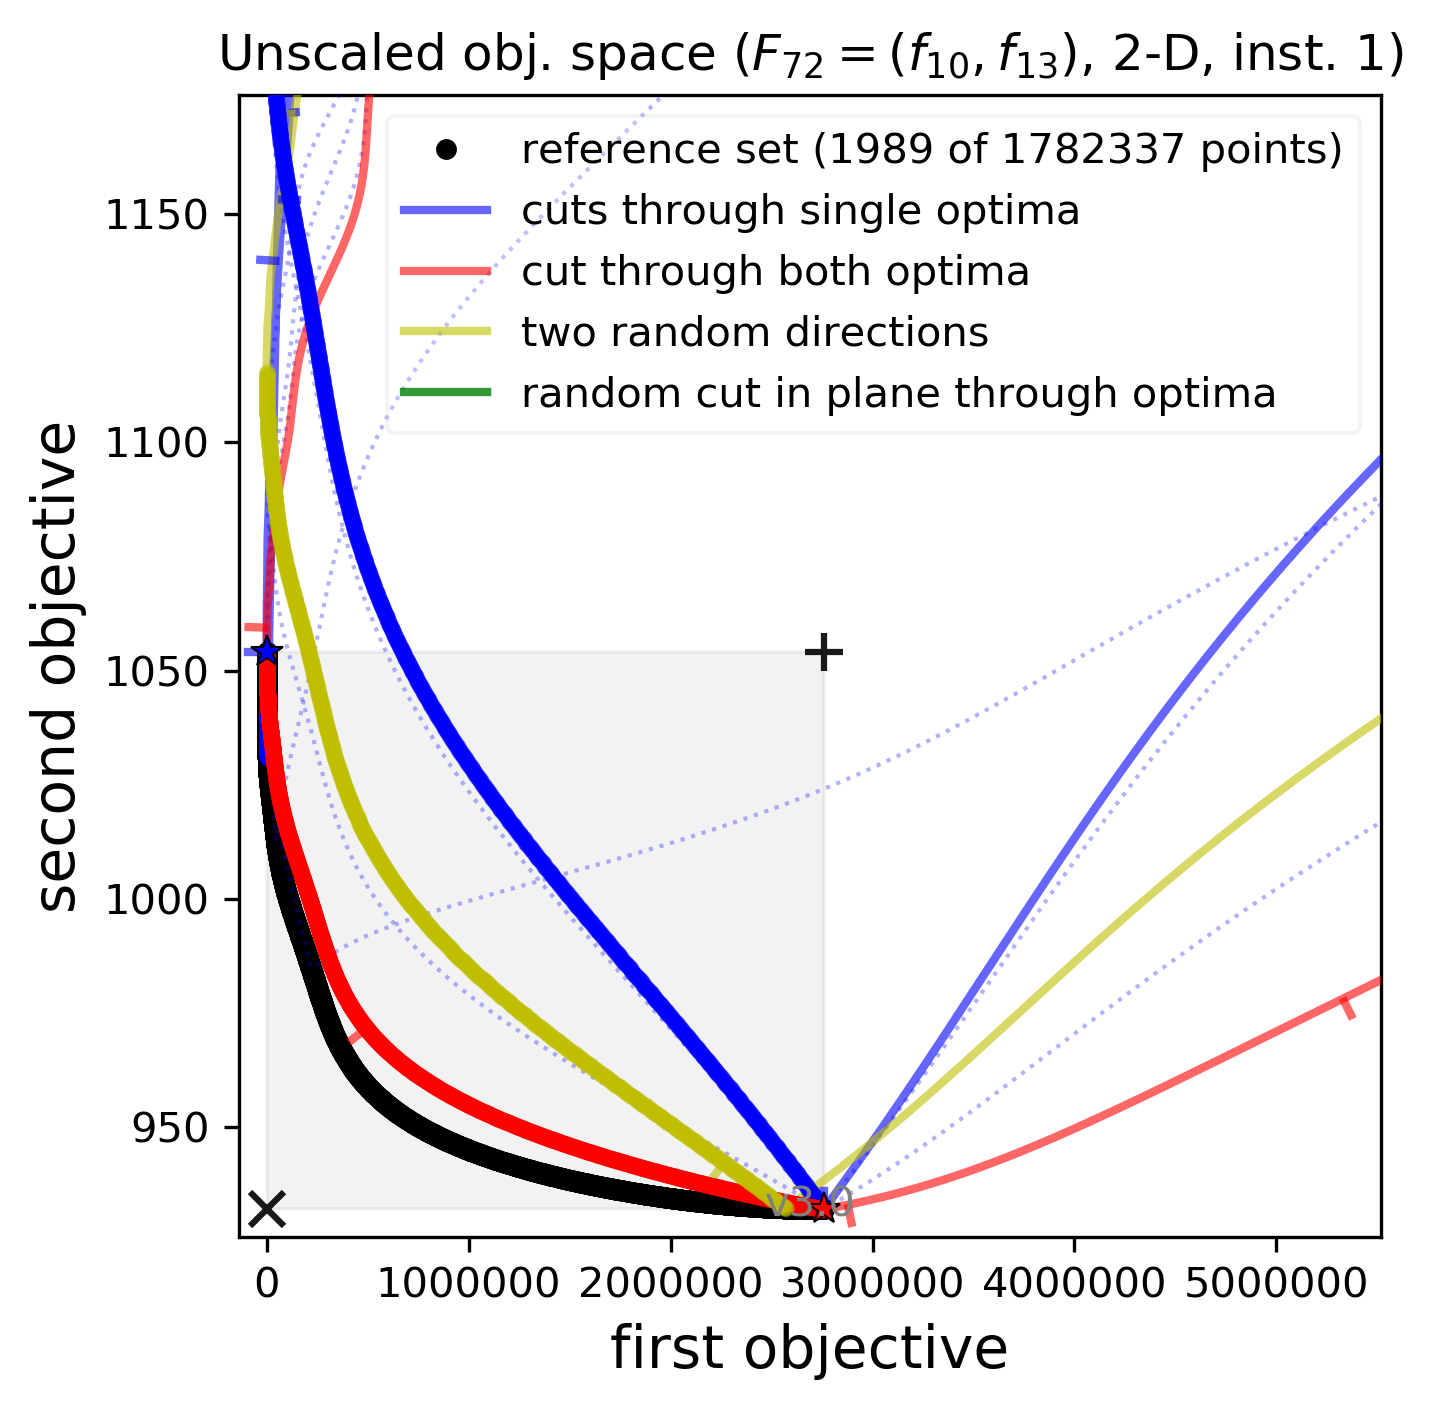 Unscaled obj. space (F72 = (f10, f13), 2-D, inst. 1)
reference set (1989 of 1782337 points)
cuts through single optima
cut through both optima
two random directions
random cut in plane through optima
second objective
1150
1100
1050
1000
950
v3.0
0 1000000 2000000 3000000 4000000 5000000
first objective